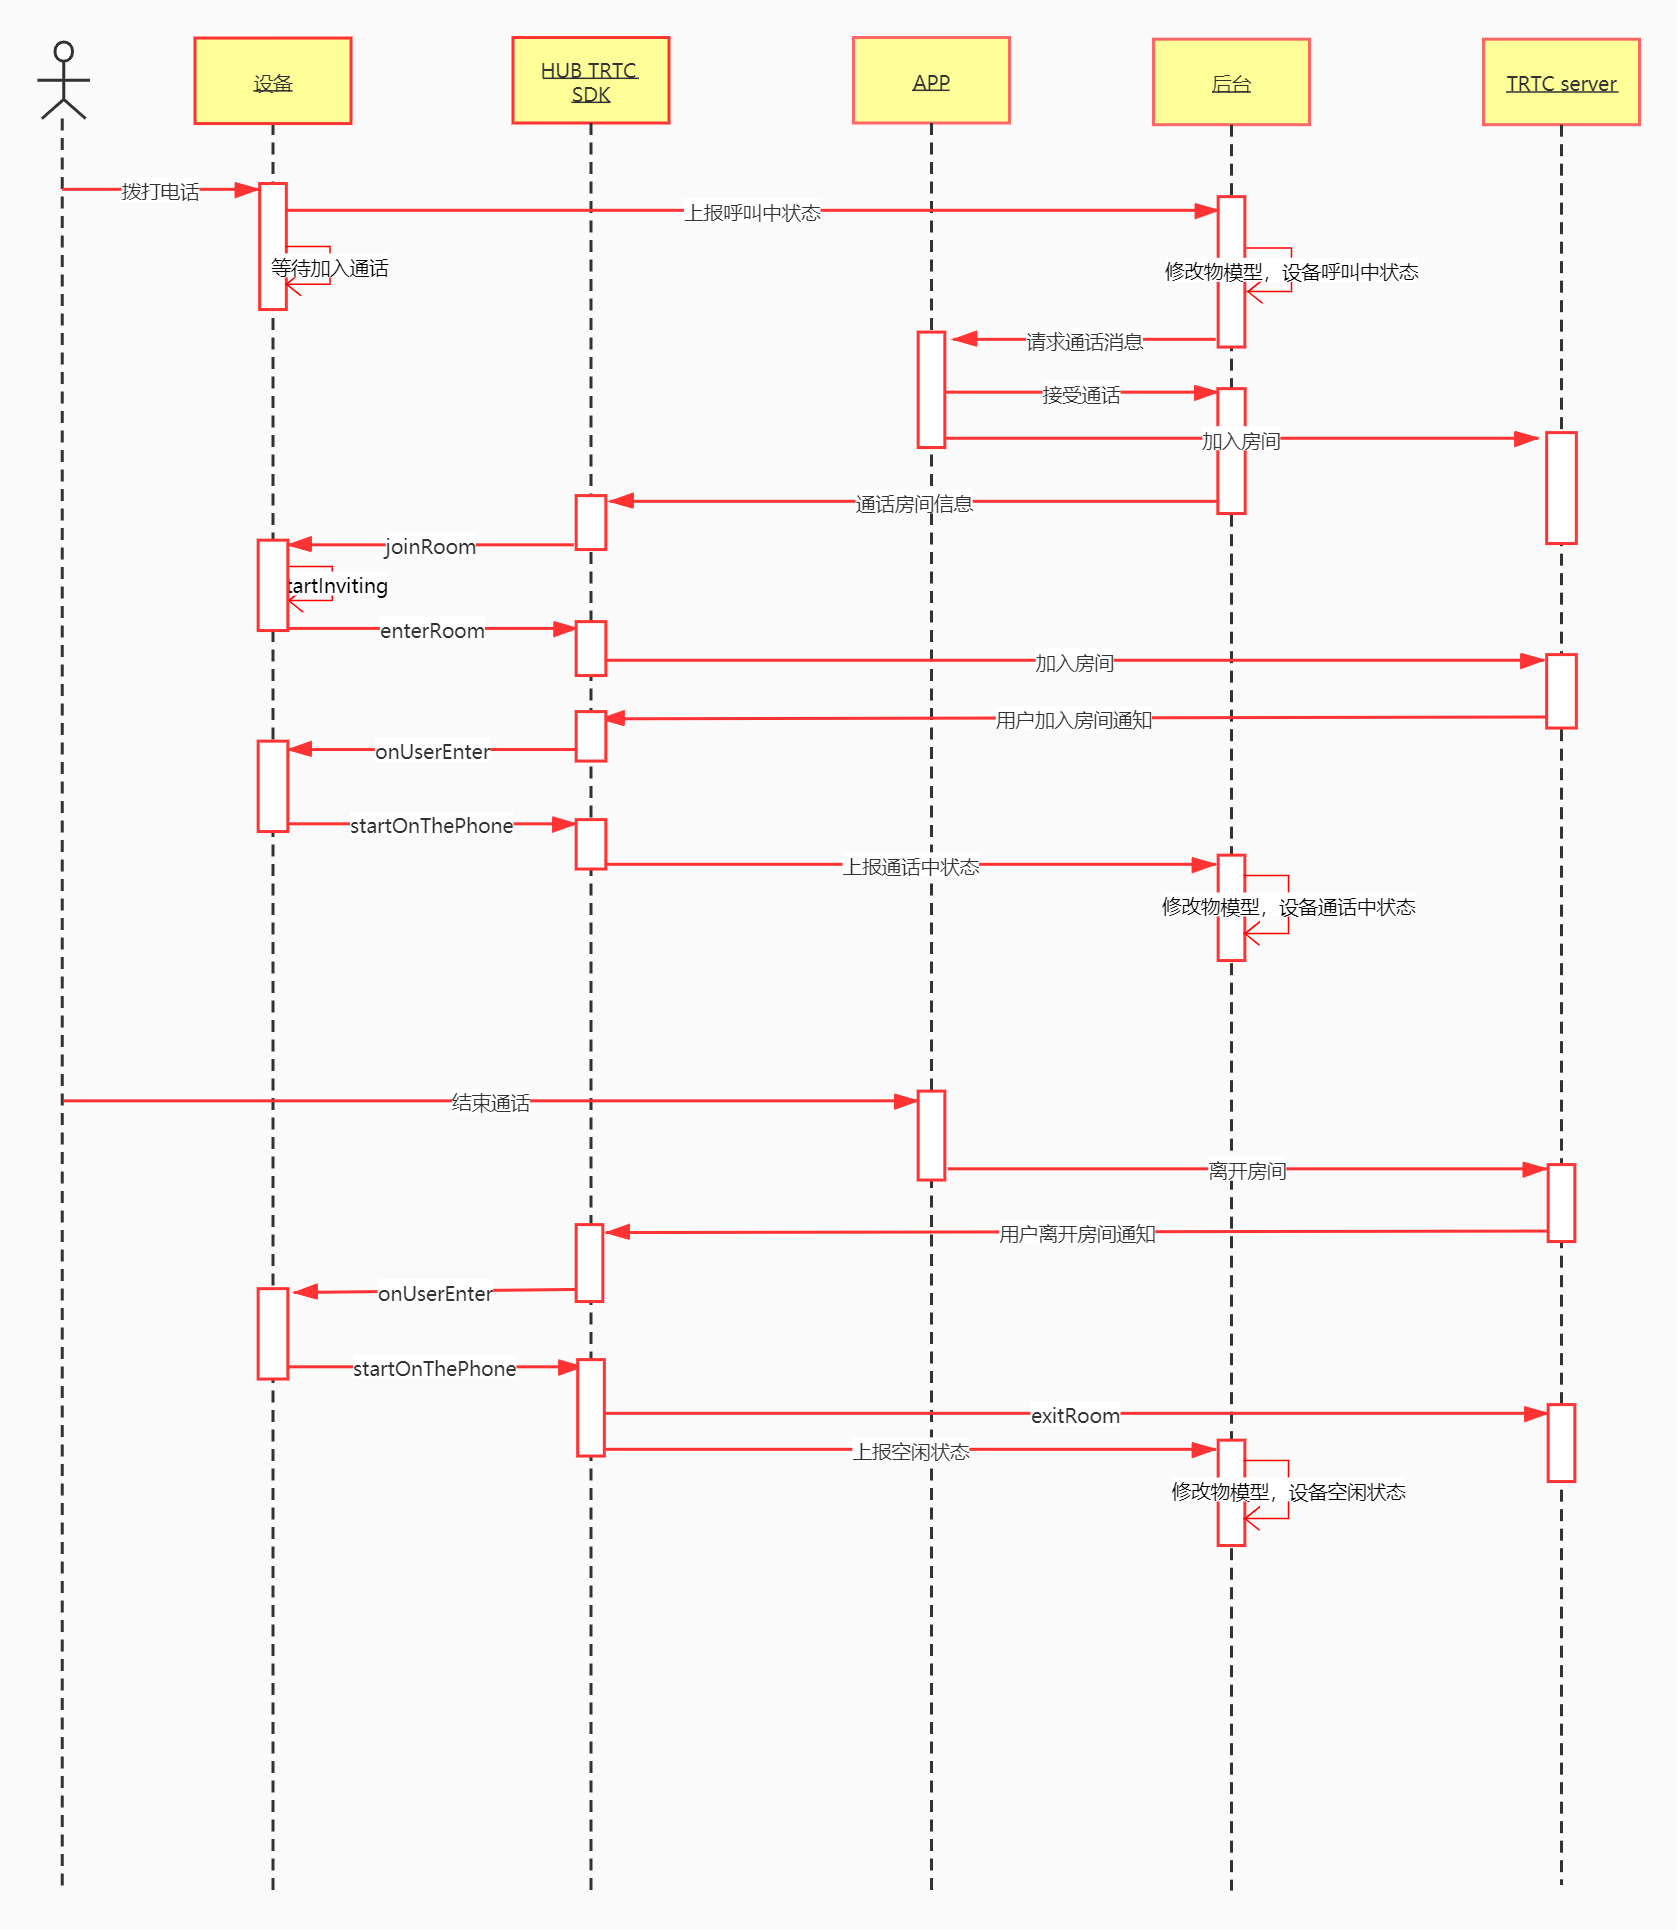 设备
HUB TRTC
SDK
APP
后台
TRTC server
拨打电话
上报呼叫中状态
等待加入通话
修改物模型，设备呼叫中状态
请求通话消息
接受通话
加入房间
通话房间信息
joinRoom
tartInviting
enterRoom
加入房间
用户加入房间通知
onUserEnter
startOnThePhone
上报通话中状态
修改物模型，设备通话中状态
结束通话
离开房间
用户离开房间通知
onUserEnter
startOnThePhone
exitRoom
上报空闲状态
修改物模型，设备空闲状态